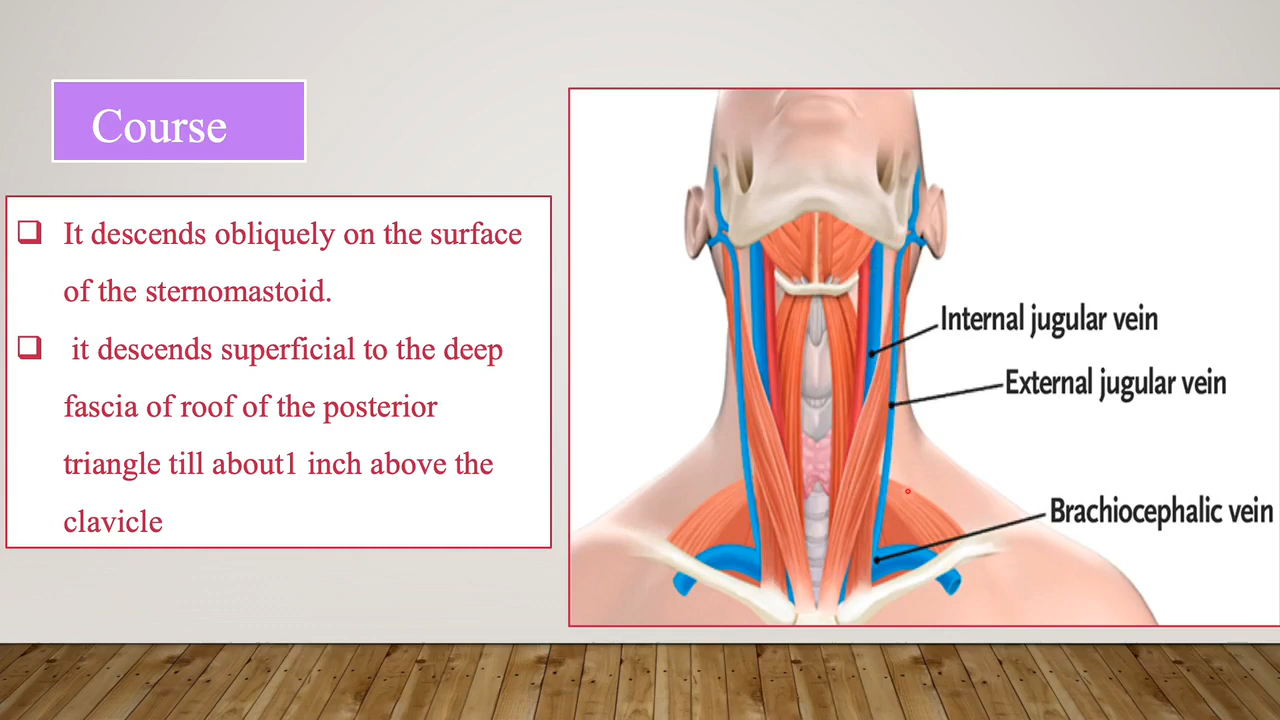 Course
It descends obliquely on the surface
of the sternomastoid.
it descends superficial to the deep
fascia of roof of the posterior
triangle till about1 inch above the
clavicle
Internal jugular vein
External jugular vein
Brachiocephalic vein